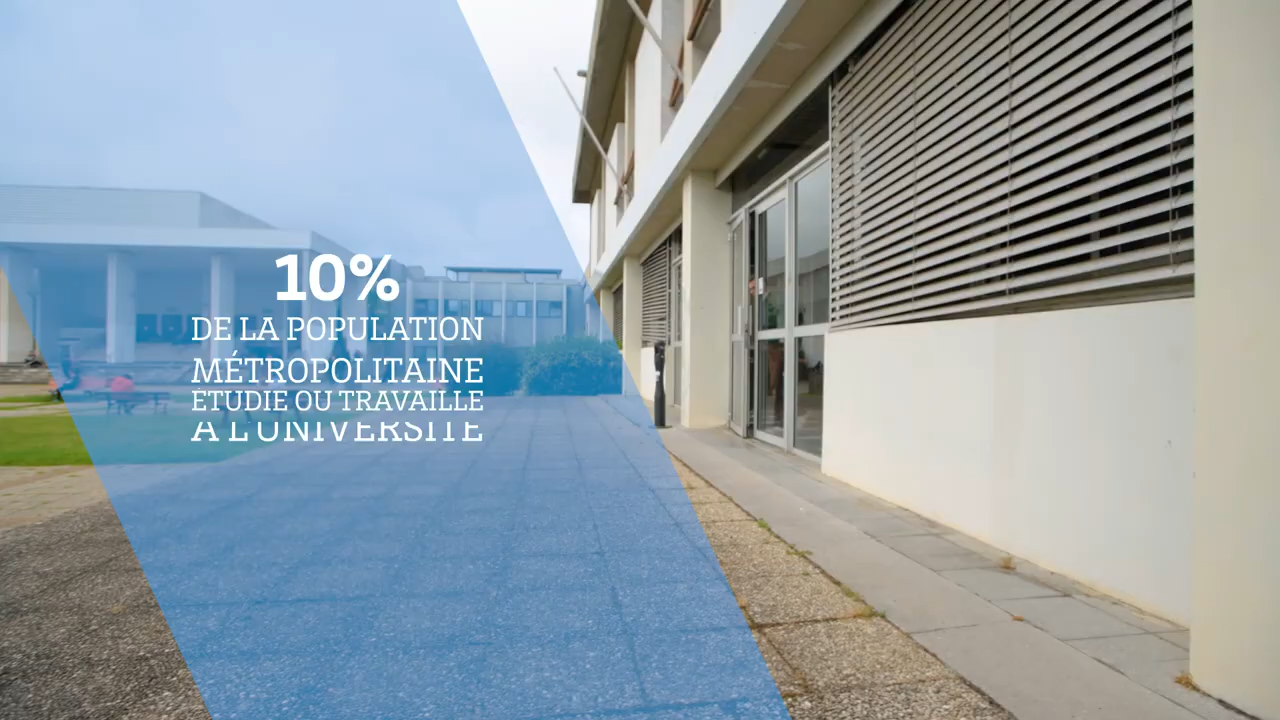 10%
DE LA POPULATION
MÉTROPOLITAINE
ÉTUDIE OU TRAVAILLE
À L'UNIVERSITÉ